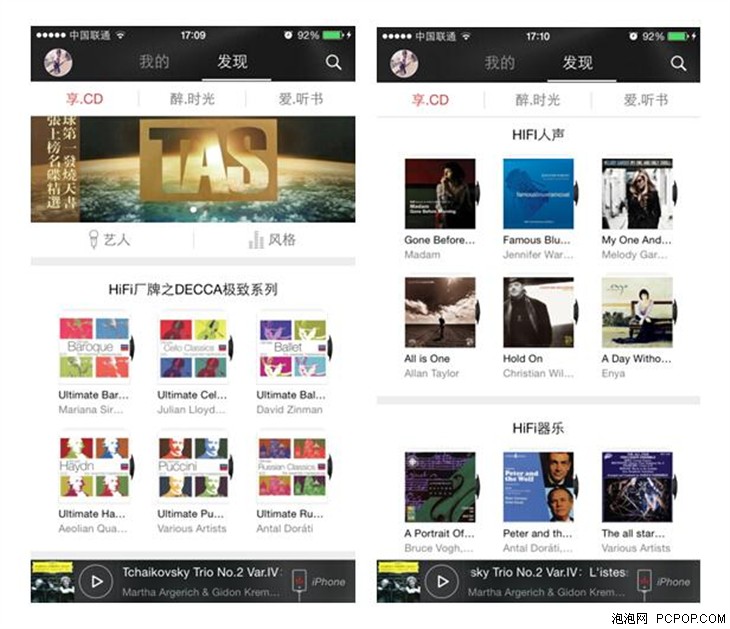 中国联通 17:09 92%
我的 发现
享.CD 醉.时光 爱.听书
球第一發燒天書
張上榜名碟精選
TAS
艺人 风格
HiFi厂牌之DECCA极致系列
Baroque
Cello Classics
Ballet
Ultimate Bar... Ultimate Cel... Ultimate Bal...
Mariana Sir... Julian Lloyd... David Zinman
Haydn
Puccini
Russian Classics
Ultimate Ha... Ultimate Pu... Ultimate Ru...
Aeolian Qua... Various Artists Antal Doráti
Tchaikovsky Trio No.2 Var.IV:
Martha Argerich & Gidon Krem...
iPhone
中国联通 17:10 92%
我的 发现
享.CD 醉.时光 爱.听书
HIFI人声
Gone Before... Famous Blu... My One And...
Madam Jennifer War... Melody Gar...
enya
All is One Hold On A Day Witho...
Allan Taylor Christian Wil... Enya
HiFi器乐
Peter and
the Wolf
A Portrait Of... Peter and th... The all star...
Bruce Vogh,... Antal Doráti,... Various Artists
sky Trio No.2 Var.IV: L'istes
Martha Argerich & Gidon Krem...
iPhone
泡泡网 PCPOP.COM